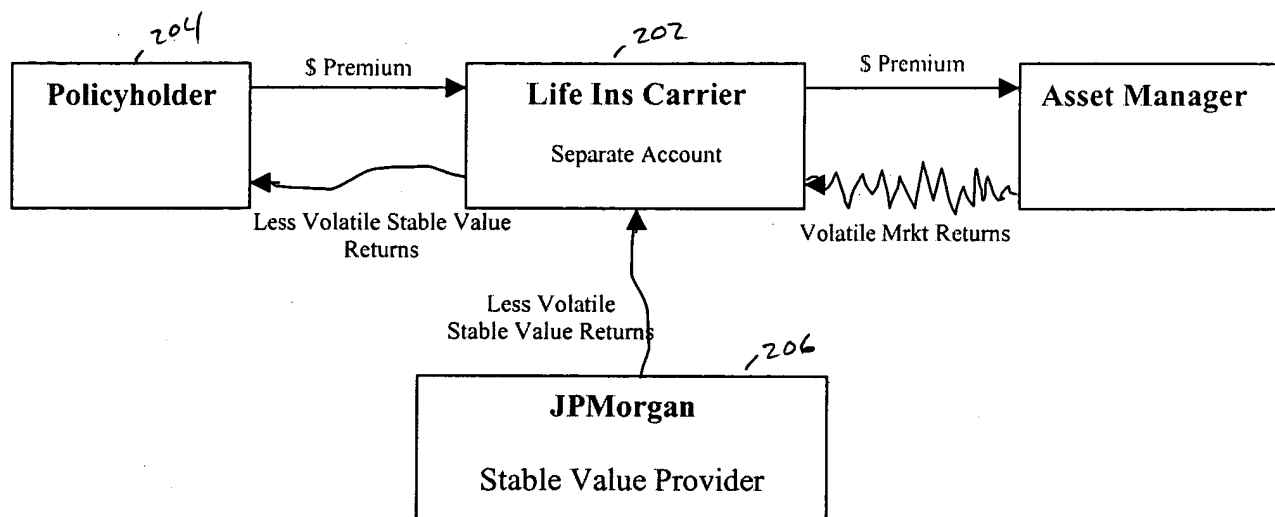 204
202
$ Premium
$ Premium
Policyholder
Life Ins Carrier
Asset Manager
Separate Account
Less Volatile Stable Value
Returns
Volatile Mrkt Returns
Less Volatile
Stable Value Returns
206
JPMorgan
Stable Value Provider